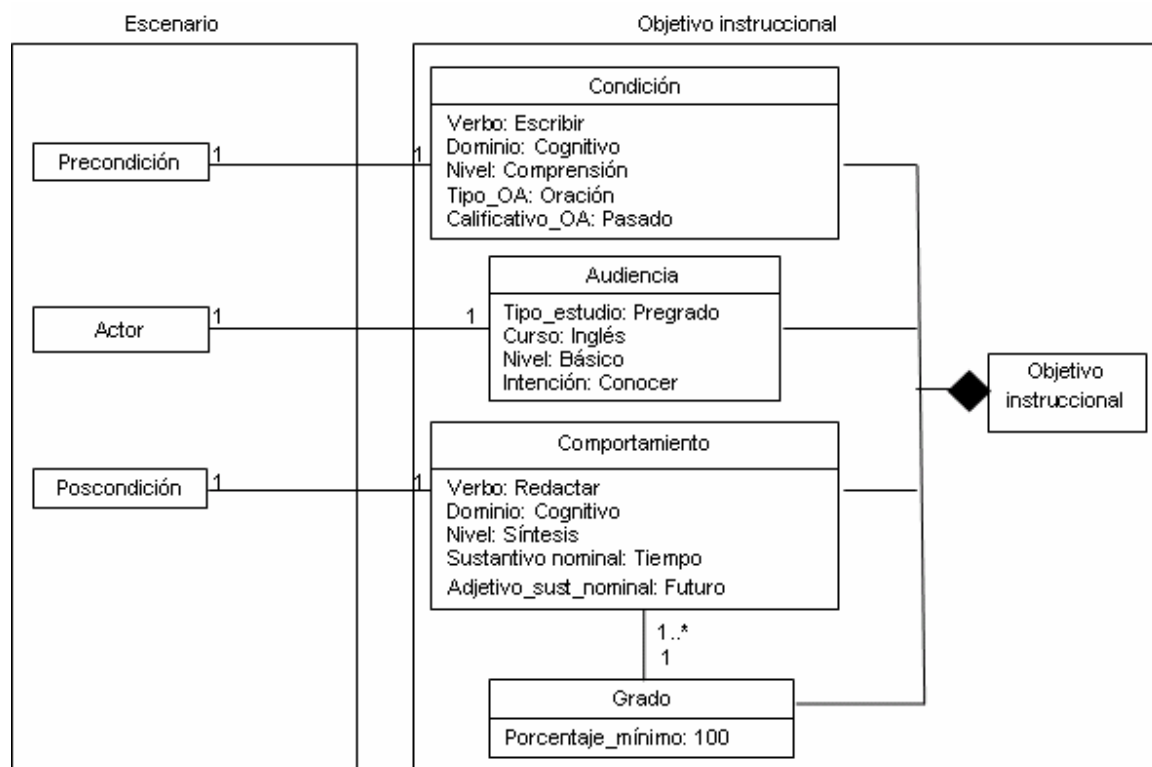 Escenario
Objetivo instruccional
Condición
Verbo: Escribir
Dominio: Cognitivo
Nivel: Comprensión
Tipo_OA: Oración
Calificativo_OA: Pasado
Precondición
1
1
Audiencia
Tipo_estudio: Pregrado
Curso: Inglés
Nivel: Básico
Intención: Conocer
Actor
1
1
Objetivo
instruccional
Comportamiento
Verbo: Redactar
Dominio: Cognitivo
Nivel: Síntesis
Sustantivo nominal: Tiempo
Adjetivo_sust_nominal: Futuro
Poscondición
1
1
1..*
1
Grado
Porcentaje_mínimo: 100